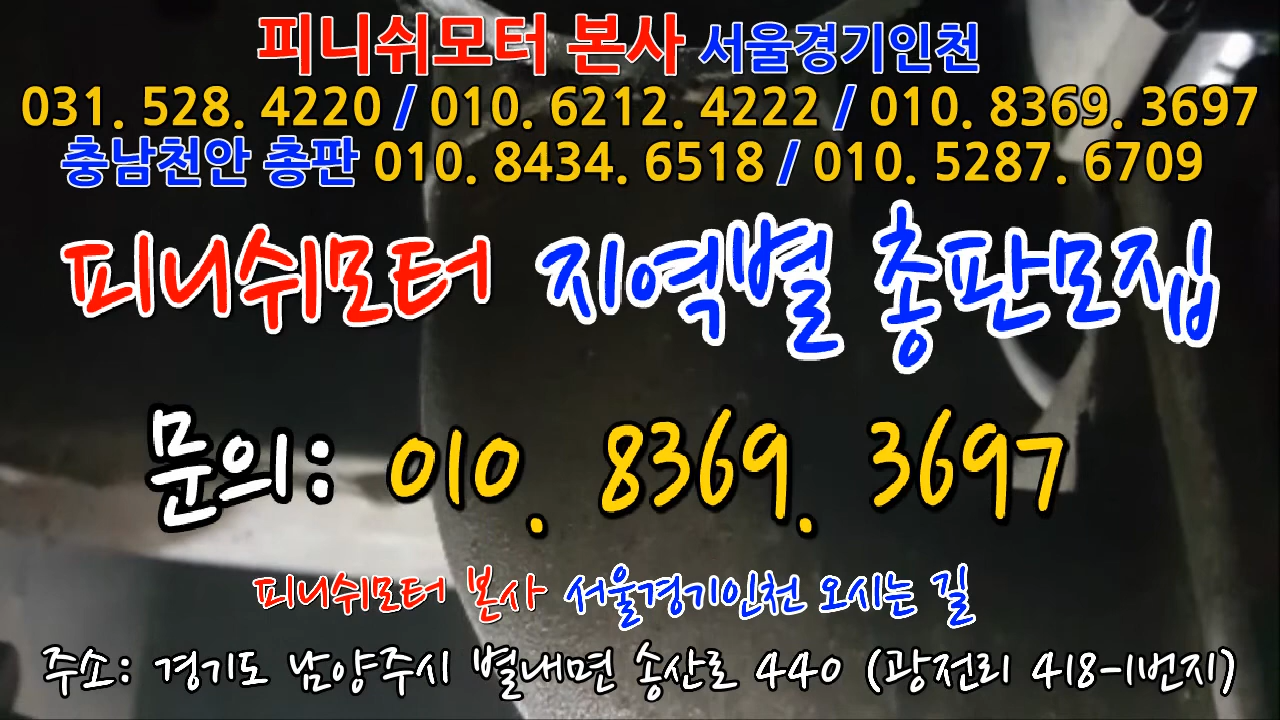 피니쉬모터 본사 서울경기인천
031. 528. 4220 / 010. 6212. 4222 / 010. 8369. 3697
충남천안 총판 010. 8434. 6518 / 010. 5287. 6709
피니쉬모터 지역별 총판모집
문의: 010. 8369. 3697
피니쉬모터 본사 서울경기인천 오시는 길
주소: 경기도 남양주시 별내면 송산로 440 (광전리 418-1번지)